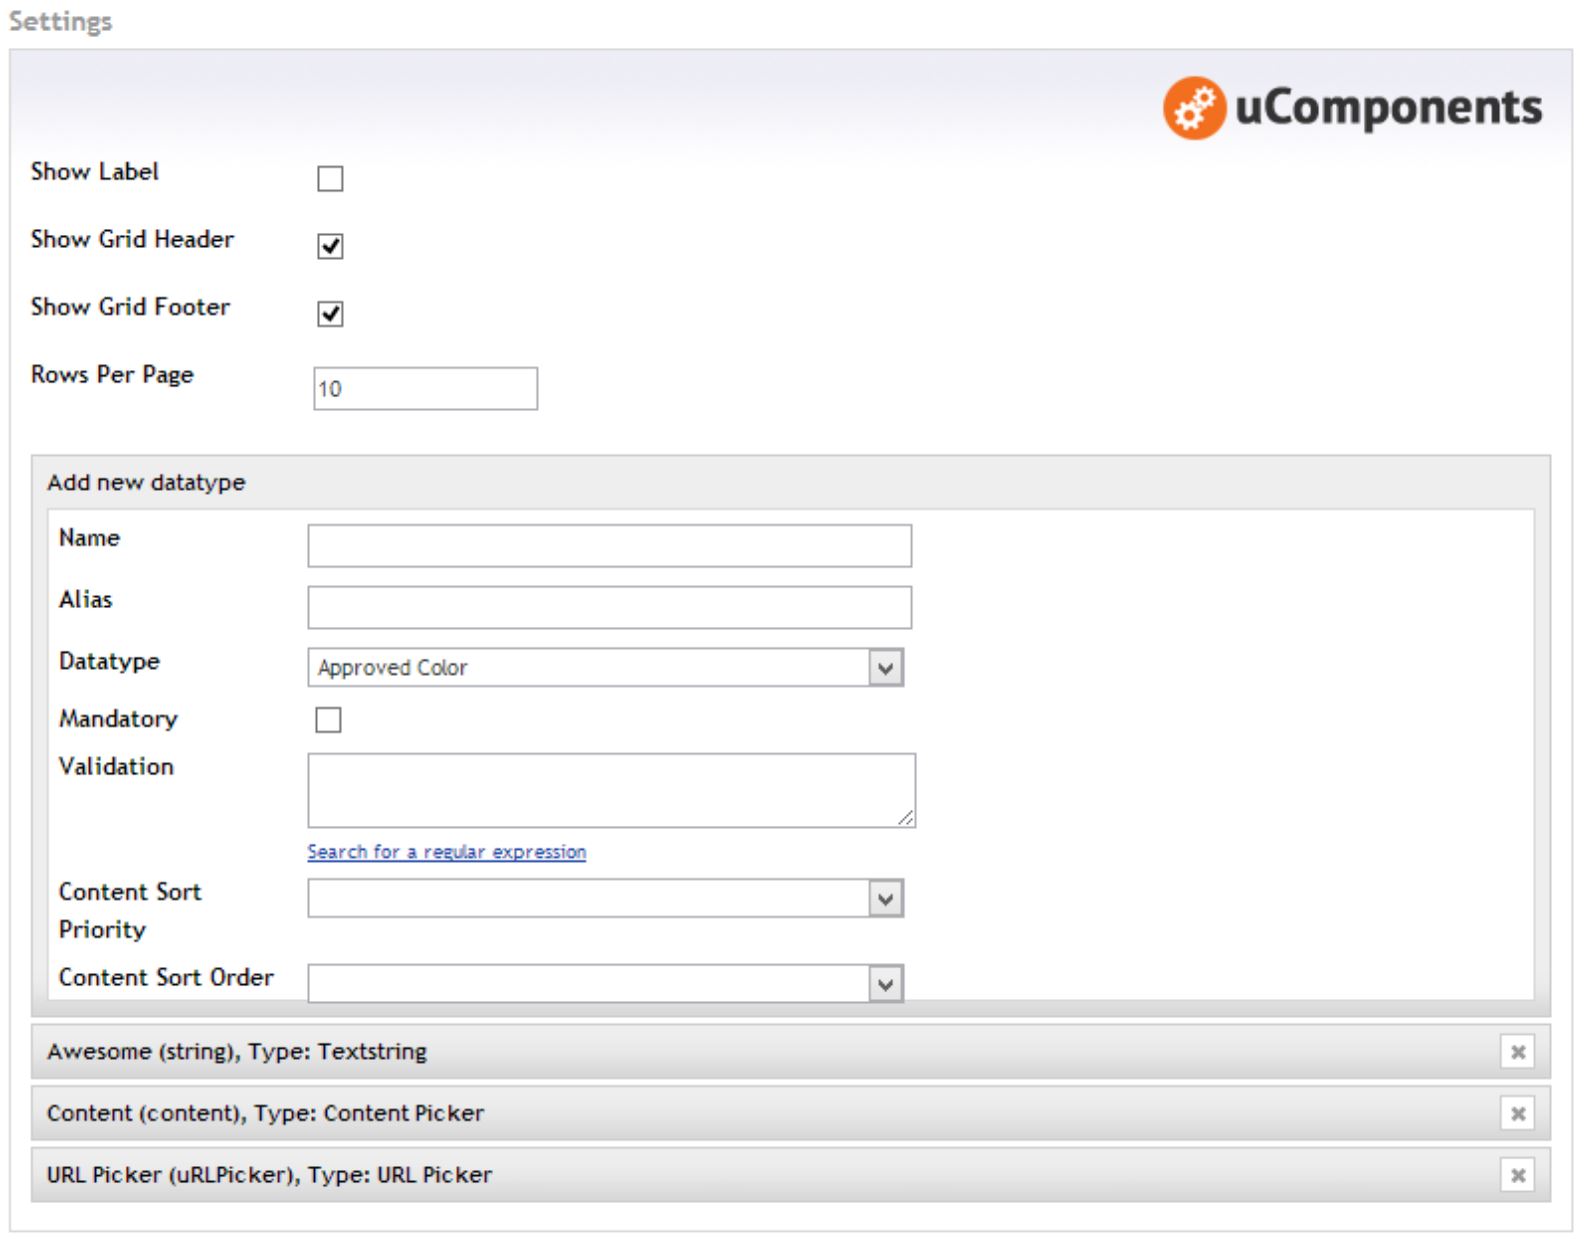 Settings
uComponents
Show Label
Show Grid Header
Show Grid Footer
Rows Per Page
10
Add new datatype
Name
Alias
Datatype
Approved Color
Mandatory
Validation
Search for a regular expression
Content Sort
Priority
Content Sort Order
Awesome (string), Type: Textstring
Content (content), Type: Content Picker
URL Picker (uRLPicker), Type: URL Picker